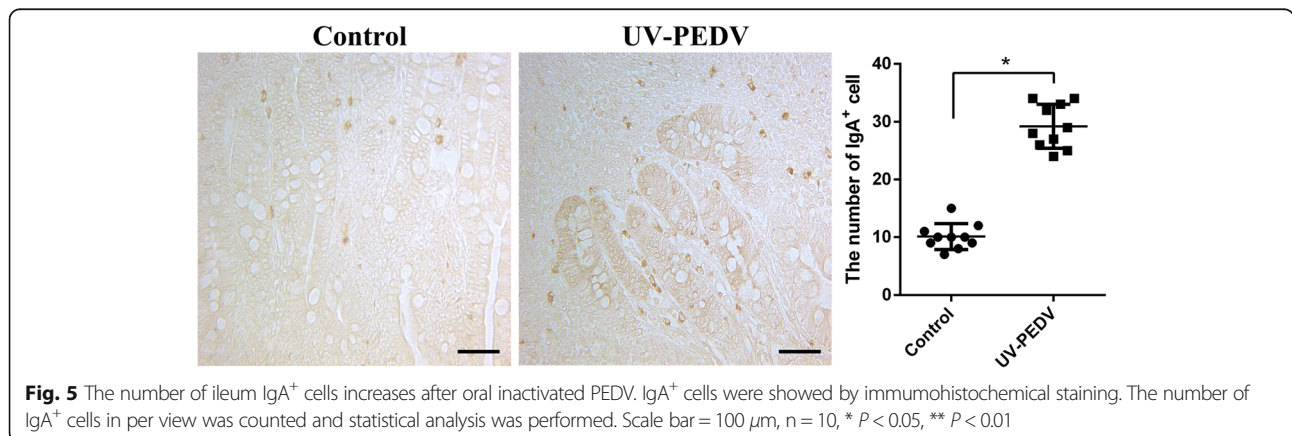 Control
UV-PEDV
The number of IgA⁺ cell
40
30
20
10
0
*
Control
UV-PEDV
Fig. 5 The number of ileum IgA⁺ cells increases after oral inactivated PEDV. IgA⁺ cells were showed by immumohistochemical staining. The number of
IgA⁺ cells in per view was counted and statistical analysis was performed. Scale bar = 100 μm, n = 10, * P < 0.05, ** P < 0.01